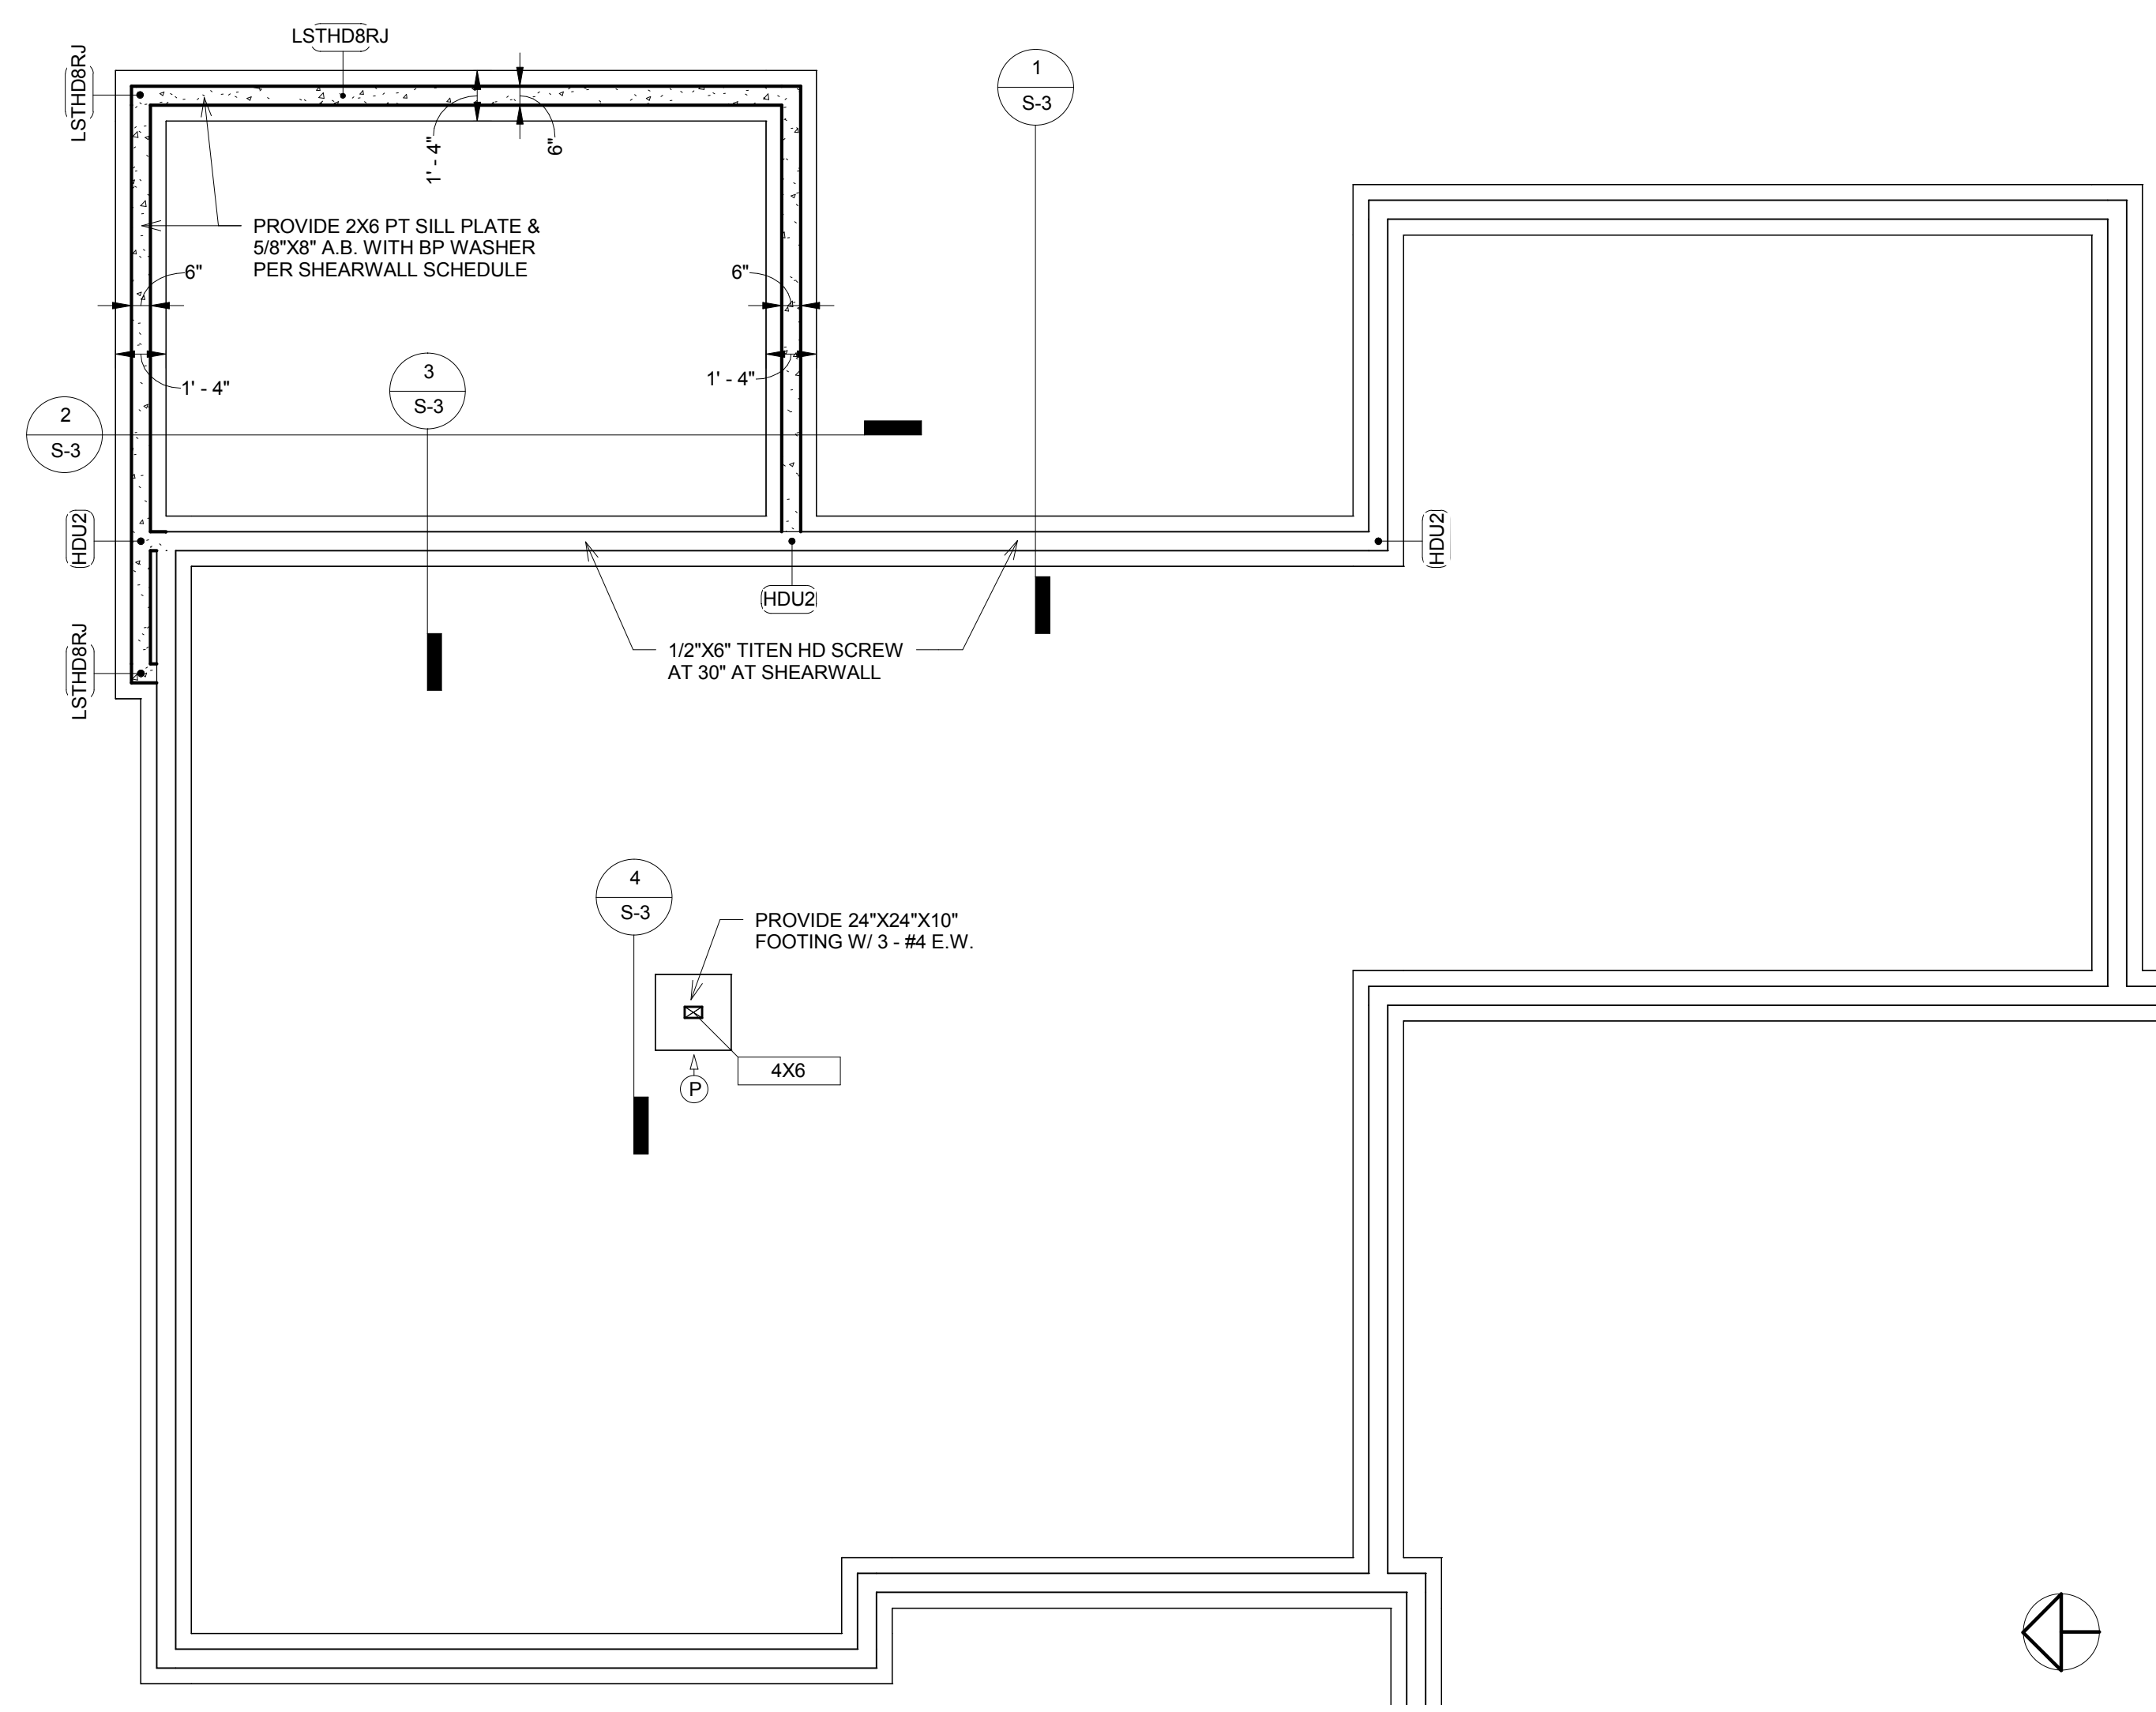 LSTHD8RJ
LSTHD8RJ
1
S-3
1' - 4"
6"
PROVIDE 2X6 PT SILL PLATE &
5/8"X8" A.B. WITH BP WASHER
PER SHEARWALL SCHEDULE
6"
6"
1' - 4"
1' - 4"
3
S-3
2
S-3
HDU2
HDU2
HDU2
1/2"X6" TITEN HD SCREW
AT 30" AT SHEARWALL
LSTHD8RJ
4
S-3
PROVIDE 24"X24"X10"
FOOTING W/ 3 - #4 E.W.
4X6
P